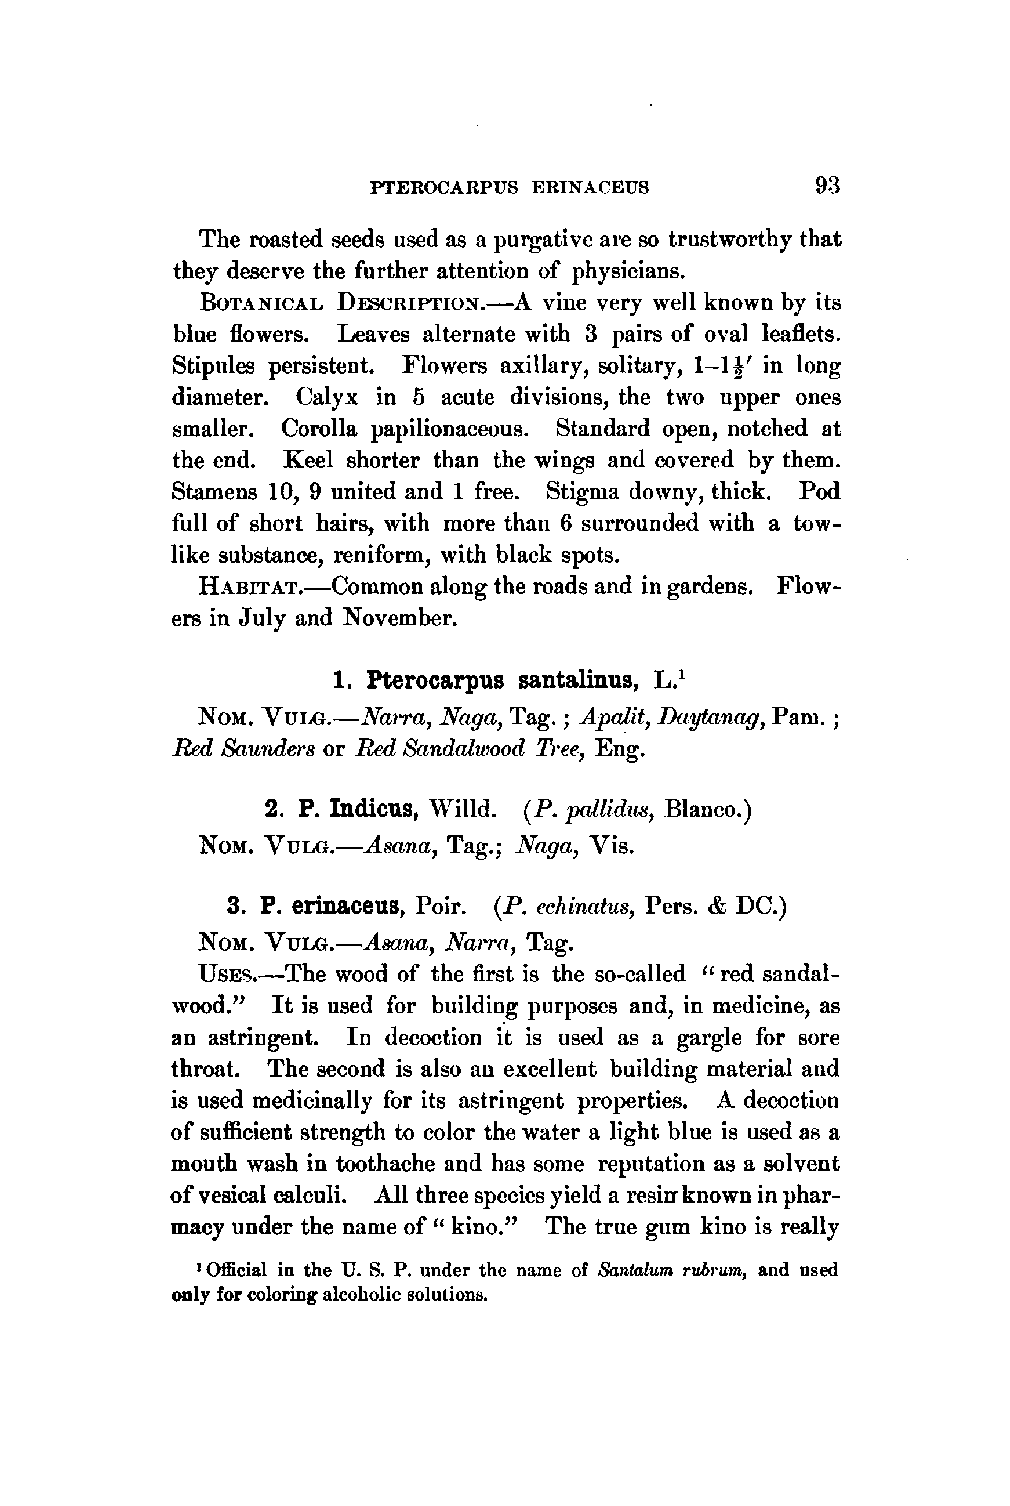 PTEROCARPUS ERINACEUS 93
The roasted seeds used as a purgative are so trustworthy that
they deserve the further attention of physicians.
BOTANICAL DESCRIPTION.—A vine very well known by its
blue flowers. Leaves alternate with 3 pairs of oval leaflets.
Stipules persistent. Flowers axillary, solitary, 1–1½′ in long
diameter. Calyx in 5 acute divisions, the two upper ones
smaller. Corolla papilionaceous. Standard open, notched at
the end. Keel shorter than the wings and covered by them.
Stamens 10, 9 united and 1 free. Stigma downy, thick. Pod
full of short hairs, with more than 6 surrounded with a tow-
like substance, reniform, with black spots.
HABITAT.—Common along the roads and in gardens. Flow-
ers in July and November.
1. Pterocarpus santalinus, L.¹
NOM. VULG.—Narra, Naga, Tag. ; Apalit, Daytanag, Pam. ;
Red Saunders or Red Sandalwood Tree, Eng.
2. P. Indicus, Willd. (P. pallidus, Blanco.)
NOM. VULG.—Asana, Tag.; Naga, Vis.
3. P. erinaceus, Poir. (P. echinatus, Pers. & DC.)
NOM. VULG.—Asana, Narra, Tag.
USES.—The wood of the first is the so-called “ red sandal-
wood.” It is used for building purposes and, in medicine, as
an astringent. In decoction it is used as a gargle for sore
throat. The second is also an excellent building material and
is used medicinally for its astringent properties. A decoction
of sufficient strength to color the water a light blue is used as a
mouth wash in toothache and has some reputation as a solvent
of vesical calculi. All three species yield a resin known in phar-
macy under the name of “ kino.” The true gum kino is really
¹ Official in the U. S. P. under the name of Santalum rubrum, and used
only for coloring alcoholic solutions.